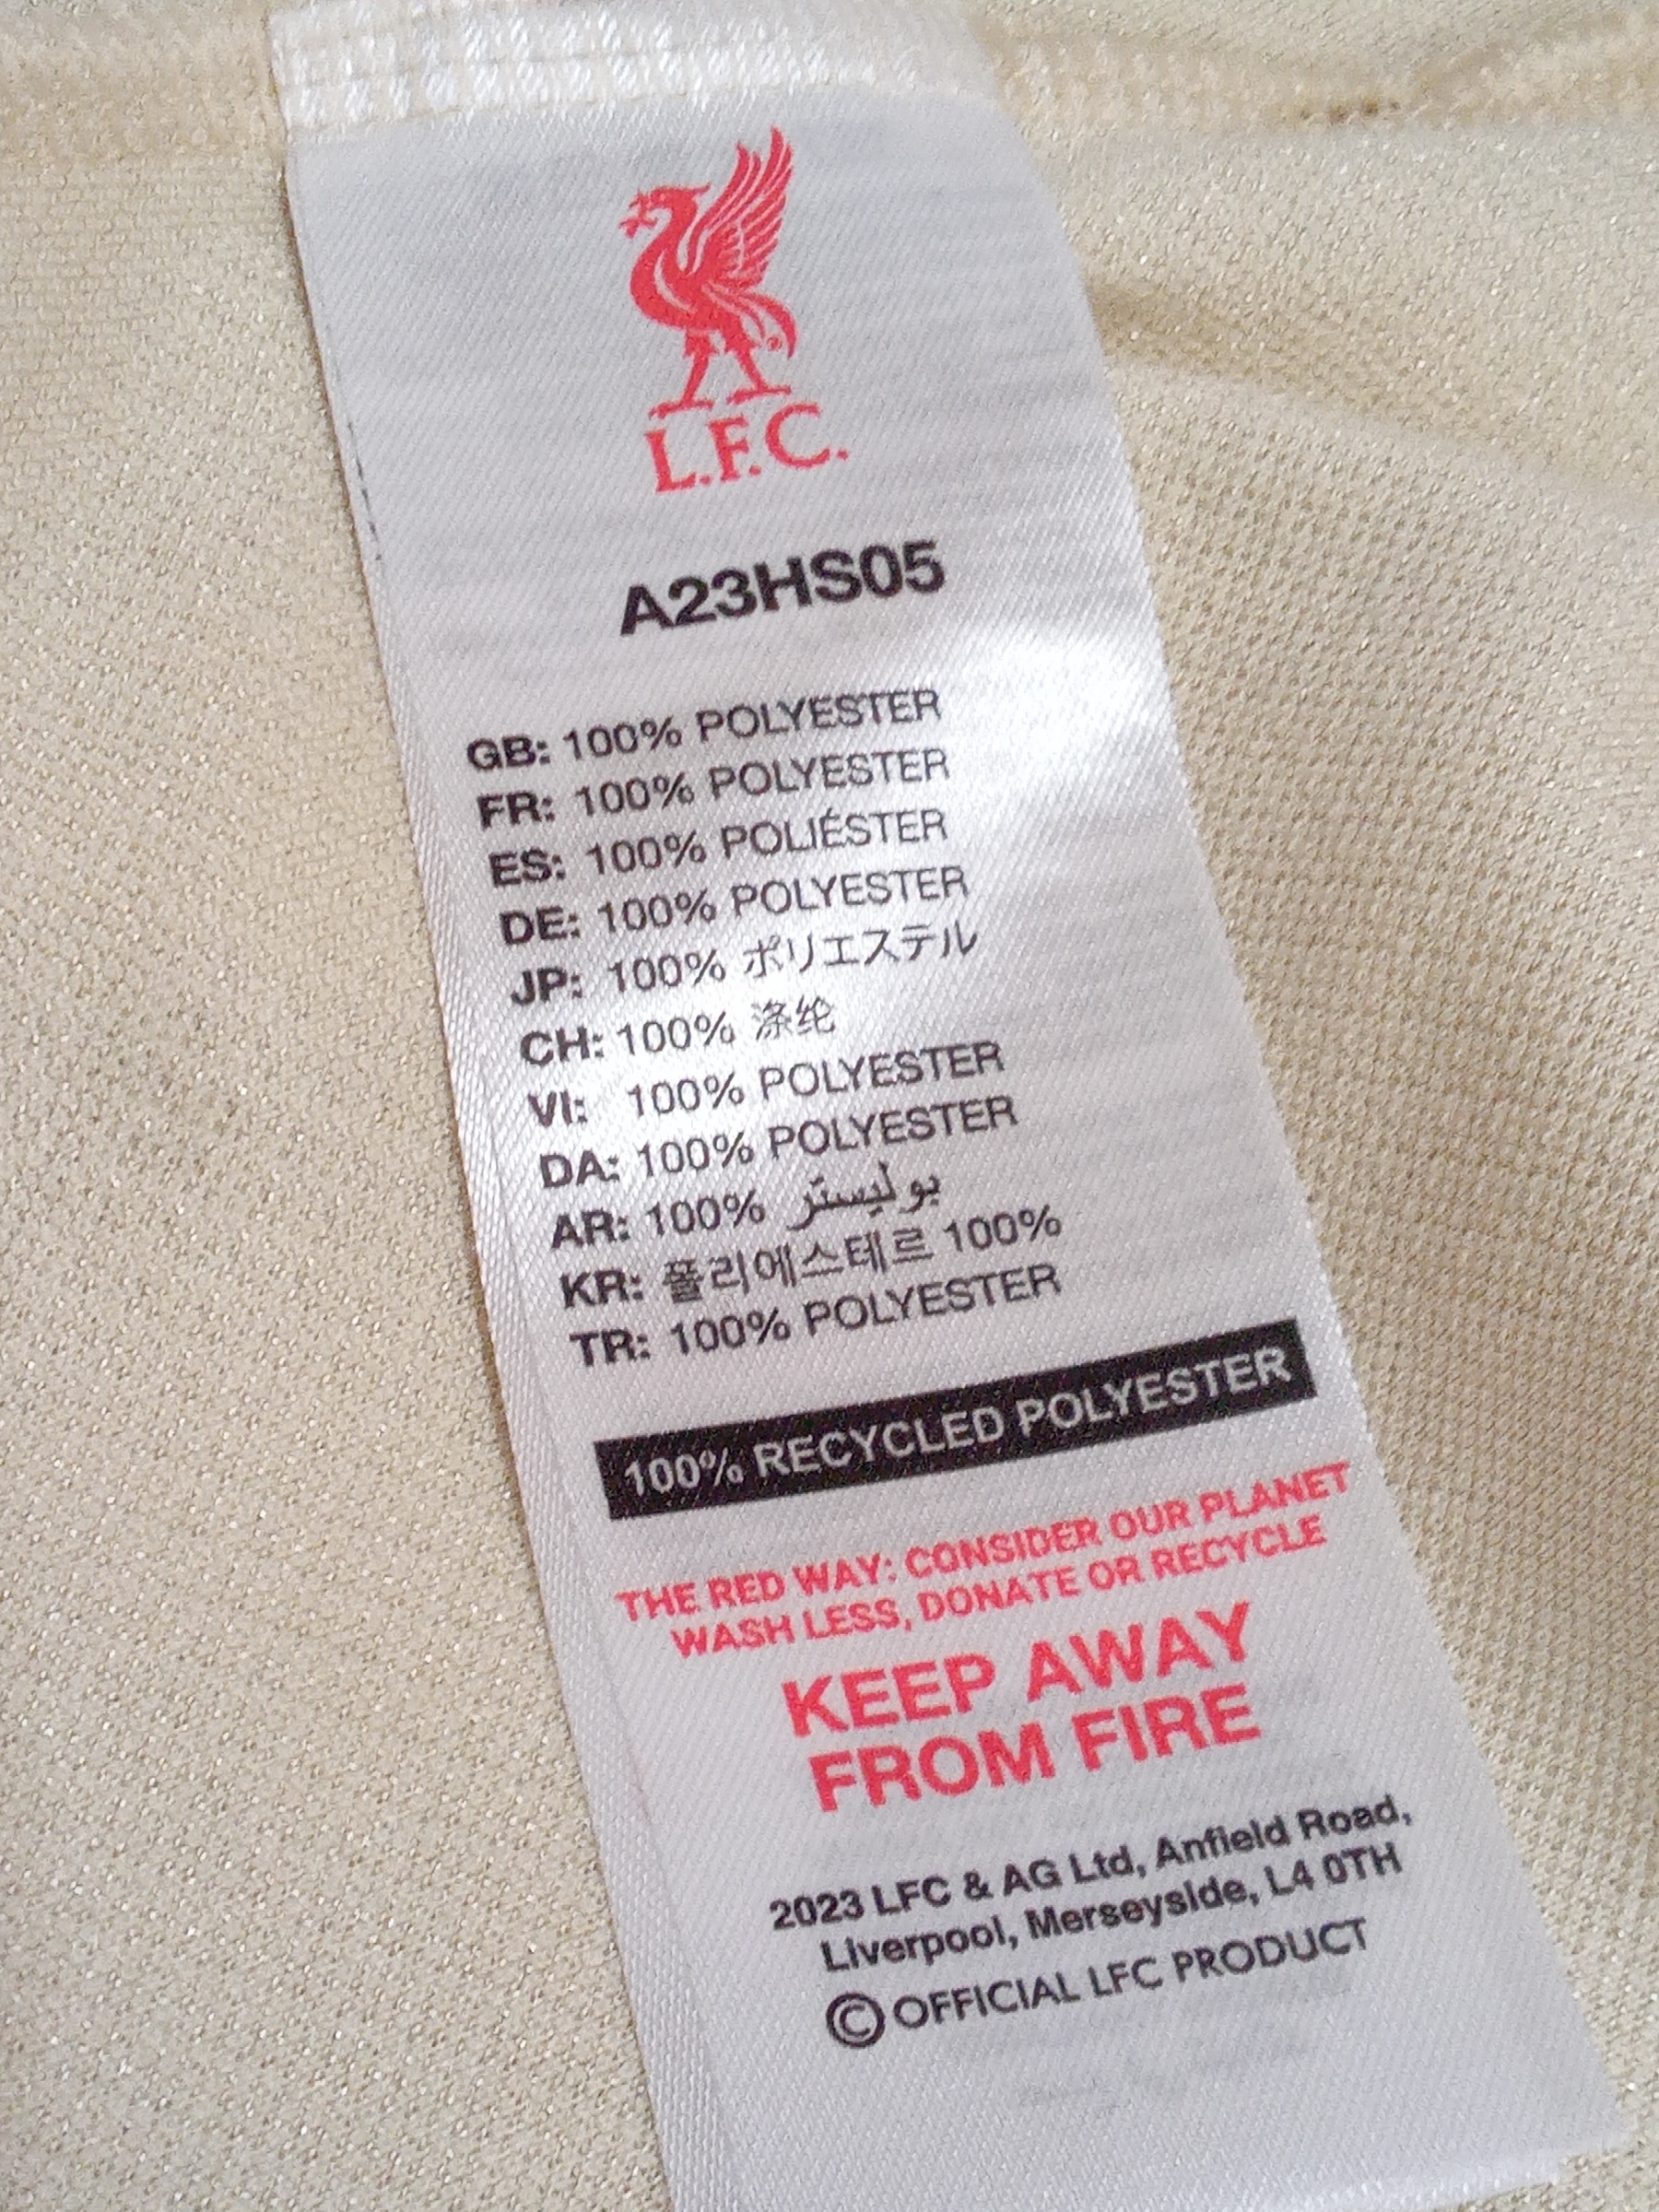 L.F.C.
A23HS05
GB: 100% POLYESTER
FR: 100% POLYESTER
ES: 100% POLIÉSTER
DE: 100% POLYESTER
JP: 100% ポリエステル
CH: 100% 涤纶
VI: 100% POLYESTER
DA: 100% POLYESTER
AR: 100% بوليستر
KR: 폴리에스테르 100%
TR: 100% POLYESTER
100% RECYCLED POLYESTER
THE RED WAY: CONSIDER OUR PLANET
WASH LESS, DONATE OR RECYCLE
KEEP AWAY
FROM FIRE
2023 LFC & AG Ltd, Anfield Road,
Liverpool, Merseyside, L4 0TH
© OFFICIAL LFC PRODUCT